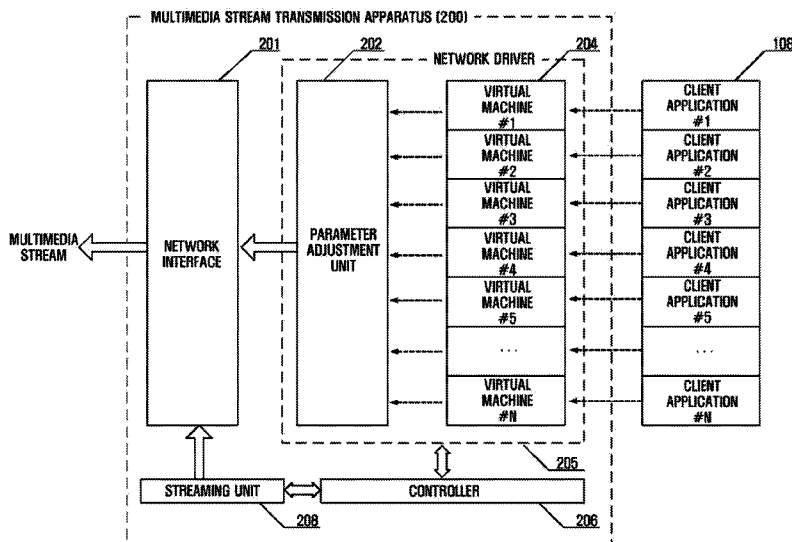 MULTIMEDIA STREAM TRANSMISSION APPARATUS (200)
201
202
204
108
NETWORK DRIVER
MULTIMEDIA
STREAM
NETWORK
INTERFACE
PARAMETER
ADJUSTMENT
UNIT
VIRTUAL
MACHINE
#1
VIRTUAL
MACHINE
#2
VIRTUAL
MACHINE
#3
VIRTUAL
MACHINE
#4
VIRTUAL
MACHINE
#5
...
VIRTUAL
MACHINE
#N
CLIENT
APPLICATION
#1
CLIENT
APPLICATION
#2
CLIENT
APPLICATION
#3
CLIENT
APPLICATION
#4
CLIENT
APPLICATION
#5
...
CLIENT
APPLICATION
#N
205
STREAMING UNIT
CONTROLLER
208
206